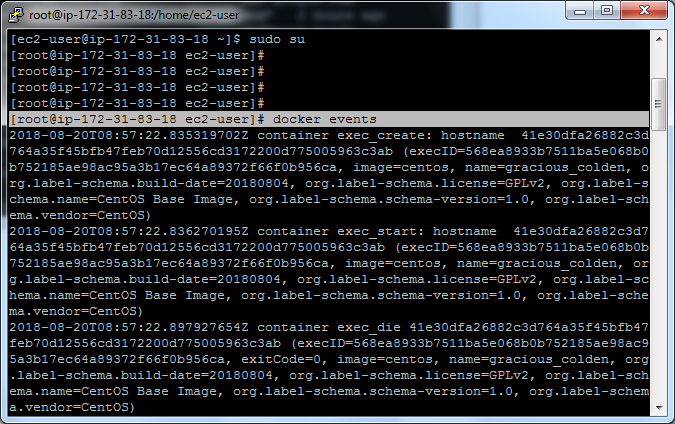 root@ip-172-31-83-18:/home/ec2-user
[ec2-user@ip-172-31-83-18 ~]$ sudo su
[root@ip-172-31-83-18 ec2-user]#
[root@ip-172-31-83-18 ec2-user]#
[root@ip-172-31-83-18 ec2-user]#
[root@ip-172-31-83-18 ec2-user]# docker events
2018-08-20T08:57:22.835319702Z container exec_create: hostname  41e30dfa26882c3d
764a35f45bfb47feb70d12556cd3172200d775005963c3ab (execID=568ea8933b7511ba5e068b0
b752185ae98ac95a3b17ec64a89372f66f0b956ca, image=centos, name=gracious_colden, o
rg.label-schema.build-date=20180804, org.label-schema.license=GPLv2, org.label-s
chema.name=CentOS Base Image, org.label-schema.schema-version=1.0, org.label-sch
ema.vendor=CentOS)
2018-08-20T08:57:22.836270195Z container exec_start: hostname  41e30dfa26882c3d7
64a35f45bfb47feb70d12556cd3172200d775005963c3ab (execID=568ea8933b7511ba5e068b0b
752185ae98ac95a3b17ec64a89372f66f0b956ca, image=centos, name=gracious_colden, or
g.label-schema.build-date=20180804, org.label-schema.license=GPLv2, org.label-sc
hema.name=CentOS Base Image, org.label-schema.schema-version=1.0, org.label-sche
ma.vendor=CentOS)
2018-08-20T08:57:22.897927654Z container exec_die 41e30dfa26882c3d764a35f45bfb47
feb70d12556cd3172200d775005963c3ab (execID=568ea8933b7511ba5e068b0b752185ae98ac9
5a3b17ec64a89372f66f0b956ca, exitCode=0, image=centos, name=gracious_colden, org
.label-schema.build-date=20180804, org.label-schema.license=GPLv2, org.label-sch
ema.name=CentOS Base Image, org.label-schema.schema-version=1.0, org.label-schem
a.vendor=CentOS)